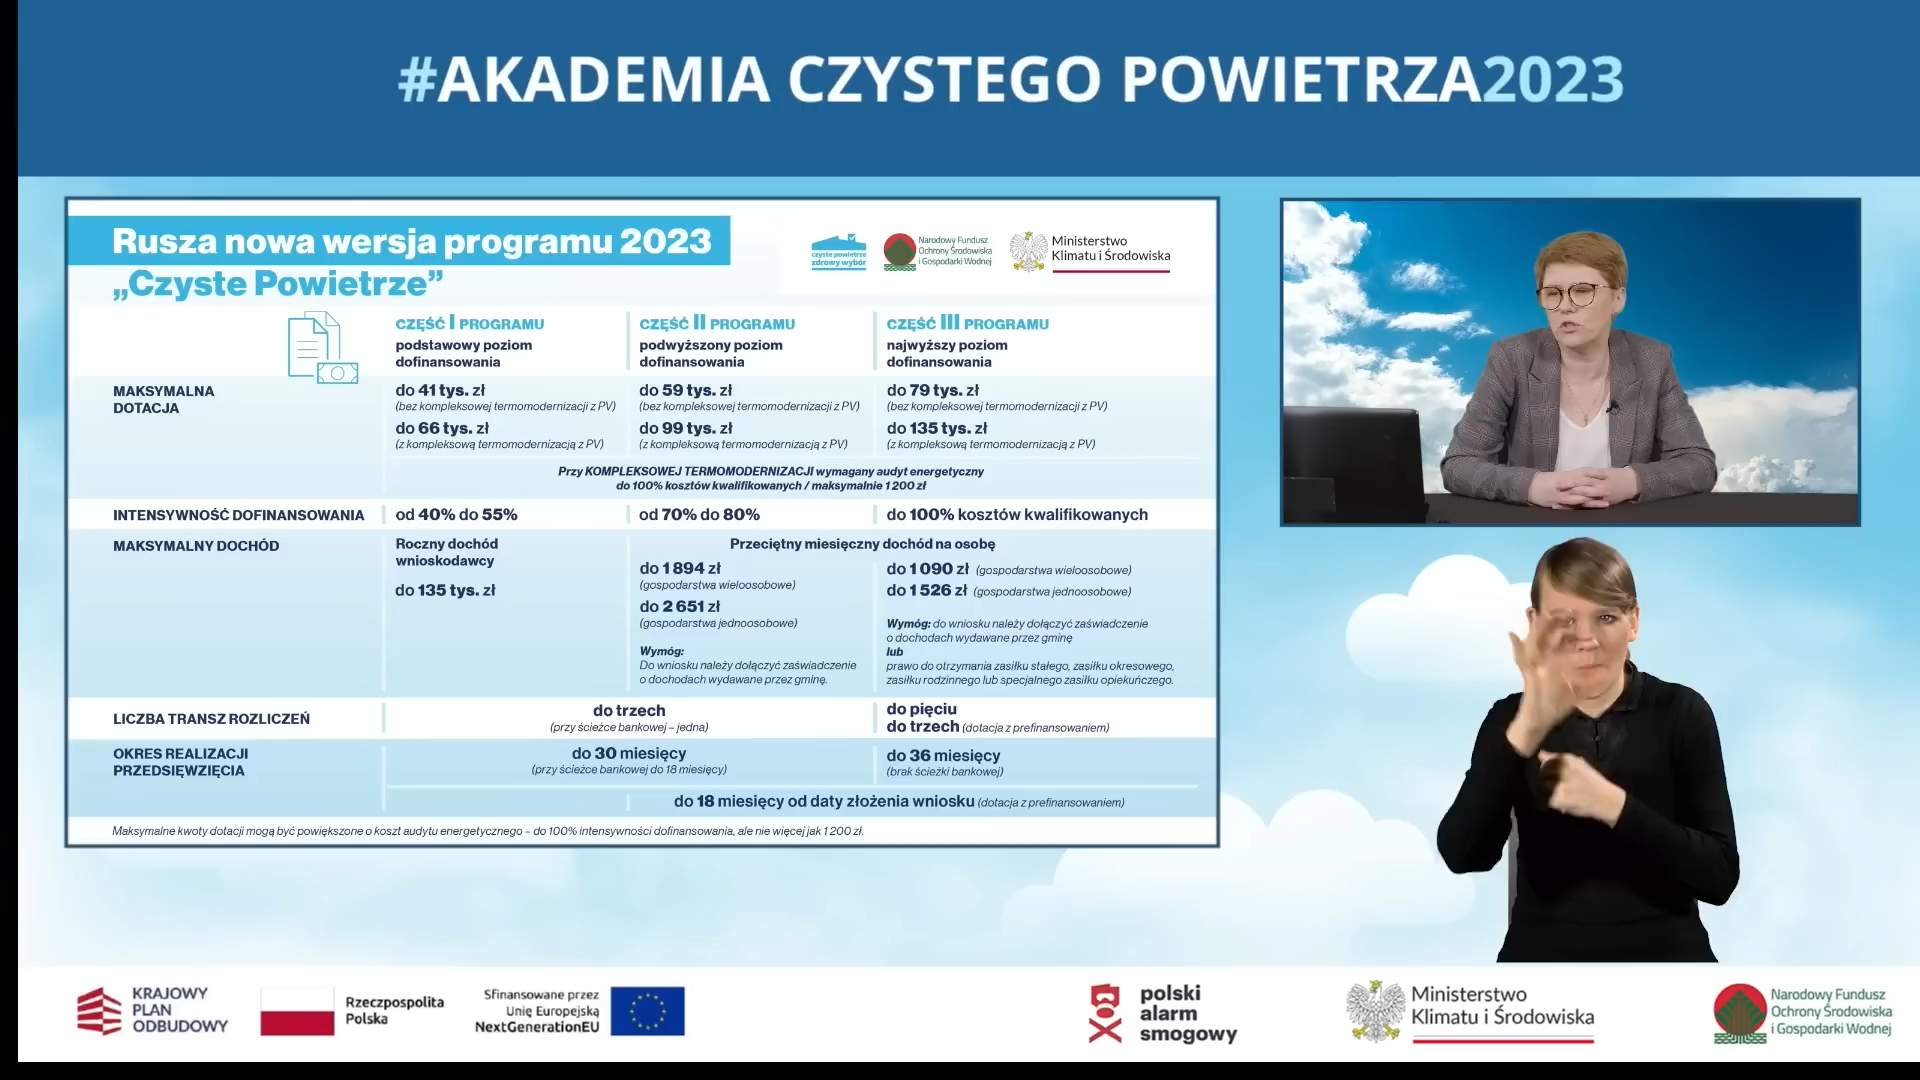 #AKADEMIA CZYSTEGO POWIETRZA2023
Rusza nowa wersja programu 2023
„Czyste Powietrze”
czyste powietrze
zdrowy wybór
Narodowy Fundusz
Ochrony Środowiska
i Gospodarki Wodnej
Ministerstwo
Klimatu i Środowiska
CZĘŚĆ I PROGRAMU
podstawowy poziom
dofinansowania
CZĘŚĆ II PROGRAMU
podwyższony poziom
dofinansowania
CZĘŚĆ III PROGRAMU
najwyższy poziom
dofinansowania
MAKSYMALNA
DOTACJA
do 41 tys. zł
(bez kompleksowej termomodernizacji z PV)
do 66 tys. zł
(z kompleksową termomodernizacją z PV)
do 59 tys. zł
(bez kompleksowej termomodernizacji z PV)
do 99 tys. zł
(z kompleksową termomodernizacją z PV)
do 79 tys. zł
(bez kompleksowej termomodernizacji z PV)
do 135 tys. zł
(z kompleksową termomodernizacją z PV)
Przy KOMPLEKSOWEJ TERMOMODERNIZACJI wymagany audyt energetyczny
do 100% kosztów kwalifikowanych / maksymalnie 1 200 zł
INTENSYWNOŚĆ DOFINANSOWANIA
od 40% do 55%
od 70% do 80%
do 100% kosztów kwalifikowanych
MAKSYMALNY DOCHÓD
Roczny dochód
wnioskodawcy
do 135 tys. zł
Przeciętny miesięczny dochód na osobę
do 1 894 zł
(gospodarstwa wieloosobowe)
do 2 651 zł
(gospodarstwa jednoosobowe)
Wymóg:
Do wniosku należy dołączyć zaświadczenie
o dochodach wydawane przez gminę.
do 1 090 zł (gospodarstwa wieloosobowe)
do 1 526 zł (gospodarstwa jednoosobowe)
Wymóg: do wniosku należy dołączyć zaświadczenie
o dochodach wydawane przez gminę
lub
prawo do otrzymania zasiłku stałego, zasiłku okresowego,
zasiłku rodzinnego lub specjalnego zasiłku opiekuńczego.
LICZBA TRANSZ ROZLICZEŃ
do trzech
(przy ścieżce bankowej – jedna)
do pięciu
do trzech (dotacja z prefinansowaniem)
OKRES REALIZACJI
PRZEDSIĘWZIĘCIA
do 30 miesięcy
(przy ścieżce bankowej do 18 miesięcy)
do 36 miesięcy
(brak ścieżki bankowej)
do 18 miesięcy od daty złożenia wniosku (dotacja z prefinansowaniem)
Maksymalne kwoty dotacji mogą być powiększone o koszt audytu energetycznego – do 100% intensywności dofinansowania, ale nie więcej jak 1 200 zł.
KRAJOWY
PLAN
ODBUDOWY
Rzeczpospolita
Polska
Sfinansowane przez
Unię Europejską
NextGenerationEU
polski
alarm
smogowy
Ministerstwo
Klimatu i Środowiska
Narodowy Fundusz
Ochrony Środowiska
i Gospodarki Wodnej